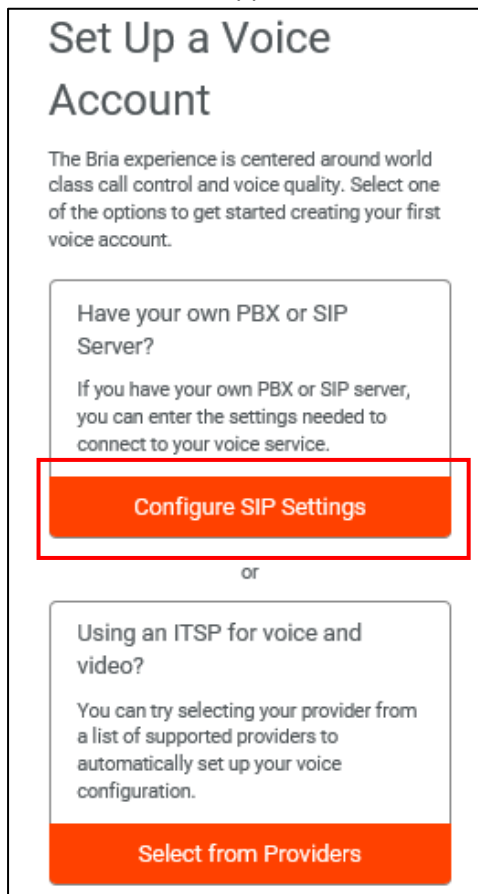 Set Up a Voice
Account
The Bria experience is centered around world
class call control and voice quality. Select one
of the options to get started creating your first
voice account.
Have your own PBX or SIP
Server?
If you have your own PBX or SIP server,
you can enter the settings needed to
connect to your voice service.
Configure SIP Settings
or
Using an ITSP for voice and
video?
You can try selecting your provider from
a list of supported providers to
automatically set up your voice
configuration.
Select from Providers